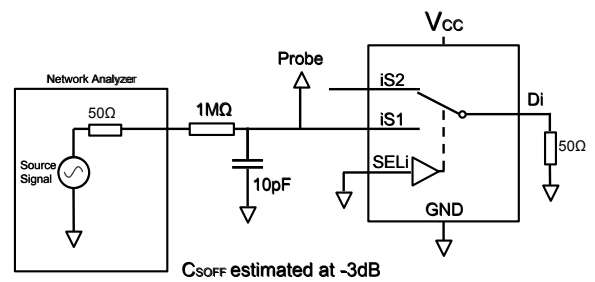 VCC
Probe
iS2
Network Analyzer
50Ω
1MΩ
Di
iS1
50Ω
Source
Signal
SELi
10pF
GND
CSOFF estimated at -3dB